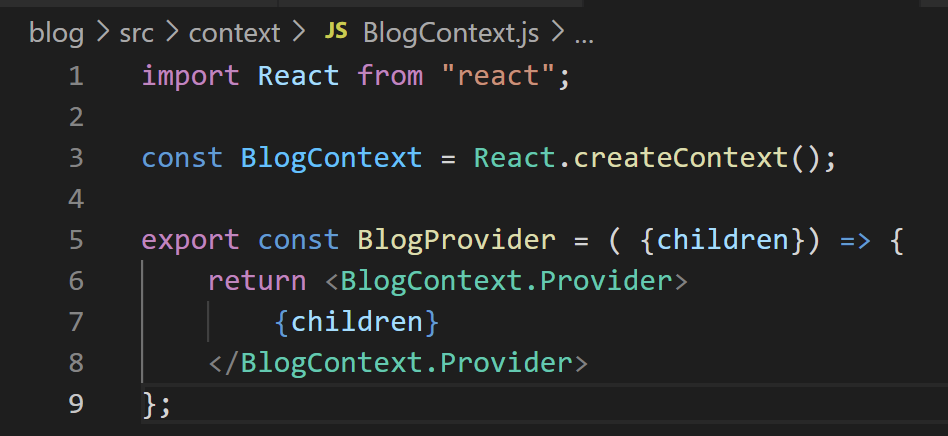 blog > src > context > JS BlogContext.js > ...
1 import React from "react";
2
3 const BlogContext = React.createContext();
4
5 export const BlogProvider = ( {children}) => {
6     return <BlogContext.Provider>
7         {children}
8     </BlogContext.Provider>
9 };